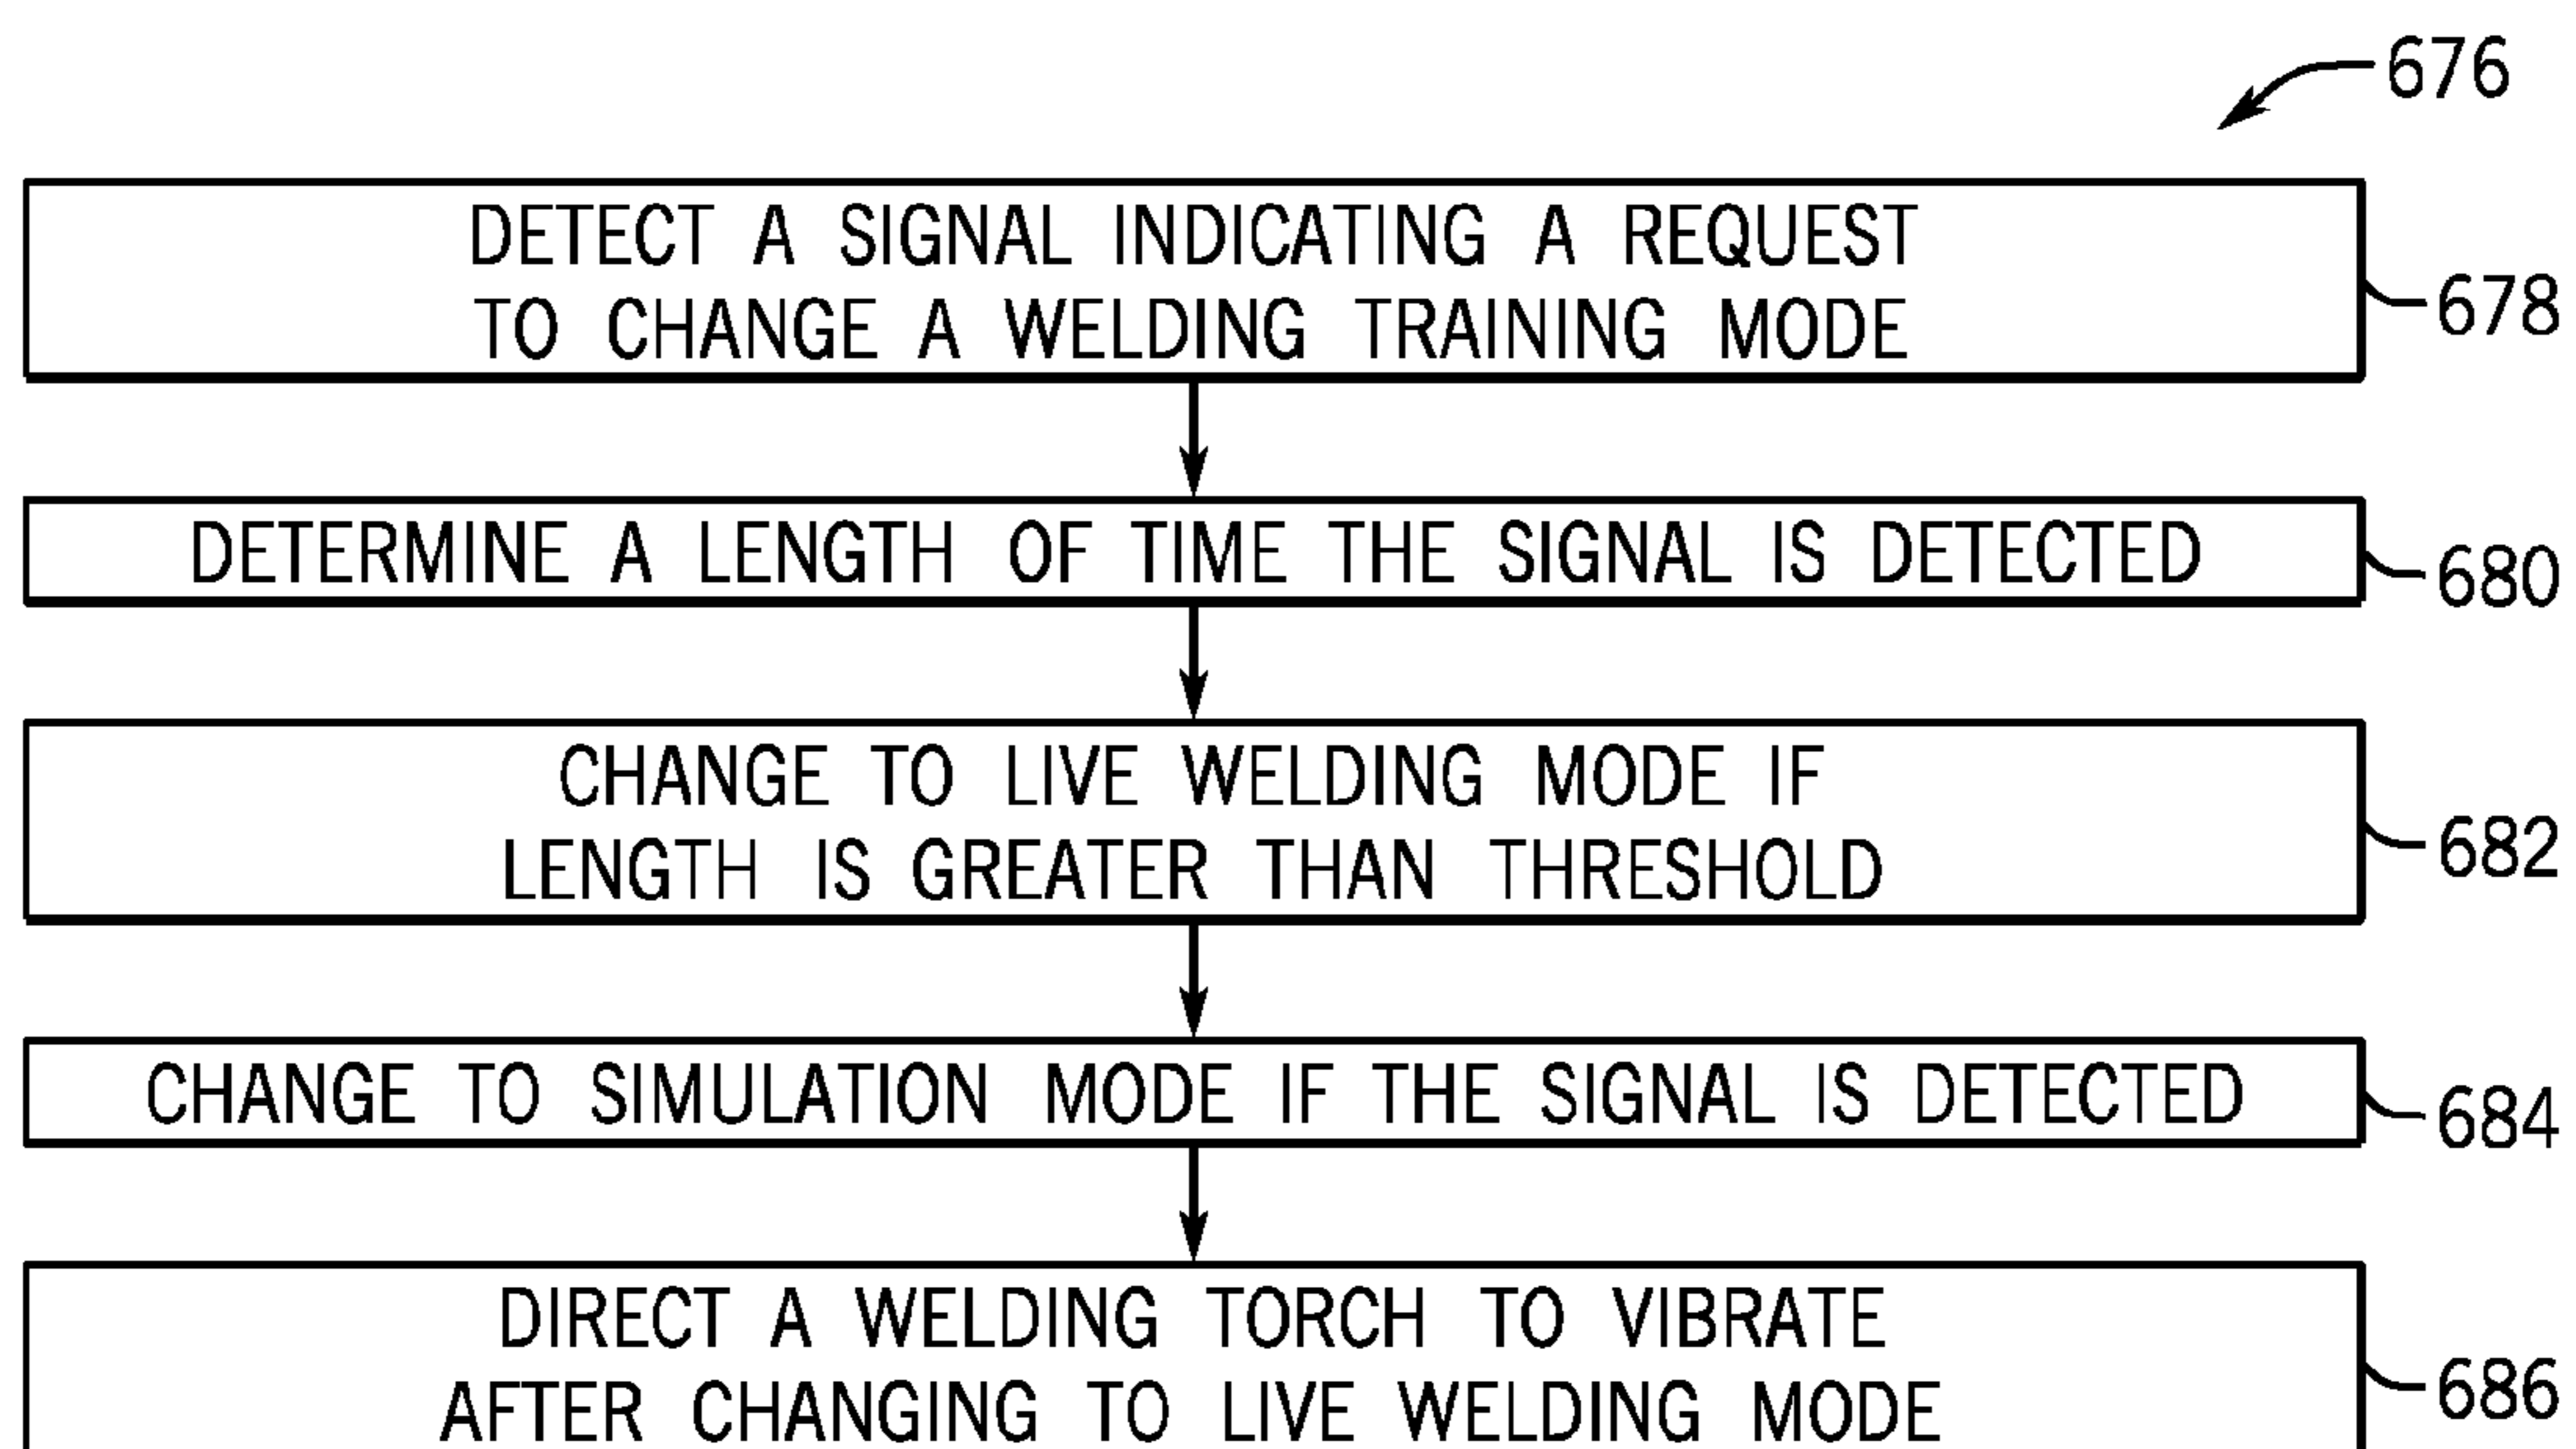 676
DETECT A SIGNAL INDICATING A REQUEST
TO CHANGE A WELDING TRAINING MODE
678
DETERMINE A LENGTH OF TIME THE SIGNAL IS DETECTED
680
CHANGE TO LIVE WELDING MODE IF
LENGTH IS GREATER THAN THRESHOLD
682
CHANGE TO SIMULATION MODE IF THE SIGNAL IS DETECTED
684
DIRECT A WELDING TORCH TO VIBRATE
AFTER CHANGING TO LIVE WELDING MODE
686